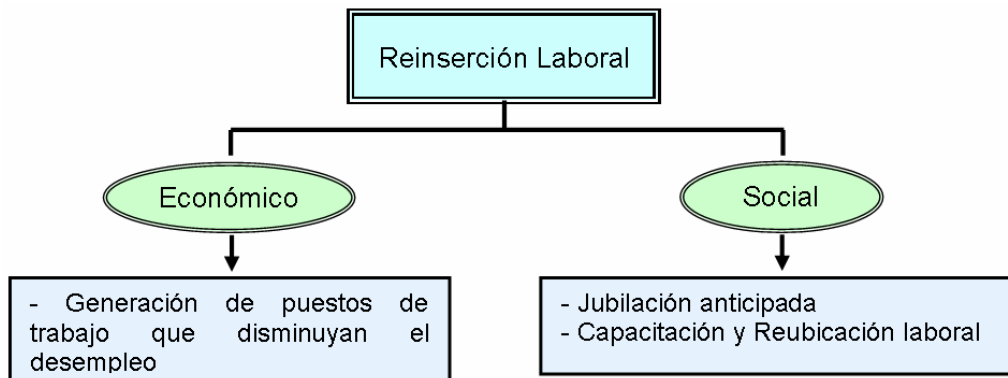 Reinserción Laboral
Económico
Social
- Generación de puestos de
trabajo que disminuyan el
desempleo
- Jubilación anticipada
- Capacitación y Reubicación laboral